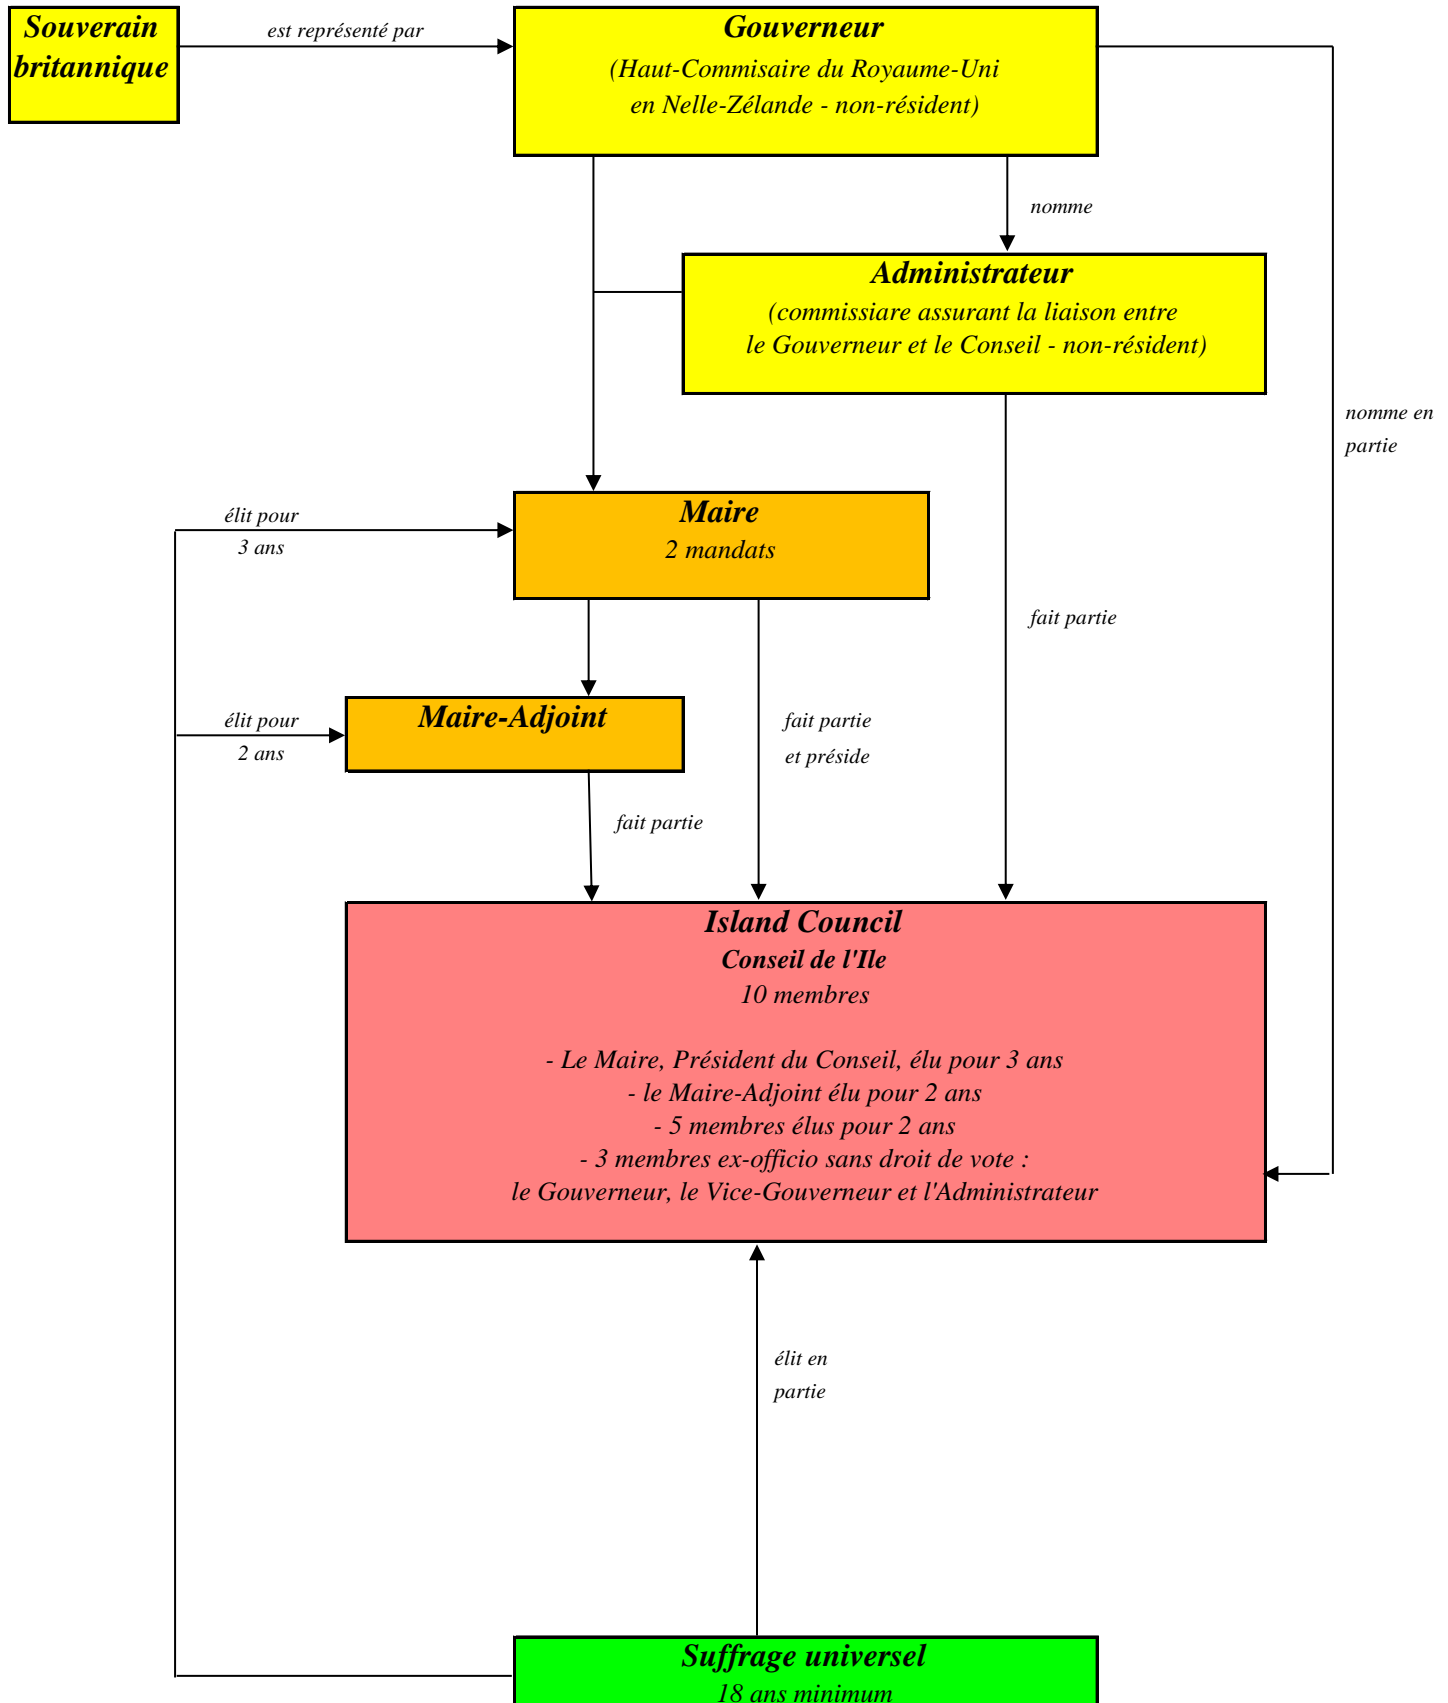 Souverain
britannique
est représenté par
Gouverneur
(Haut-Commisaire du Royaume-Uni
en Nelle-Zélande - non-résident)
nomme
Administrateur
(commissiare assurant la liaison entre
le Gouverneur et le Conseil - non-résident)
nomme en
partie
élit pour
3 ans
Maire
2 mandats
fait partie
élit pour
2 ans
Maire-Adjoint
fait partie
et préside
fait partie
Island Council
Conseil de l'Ile
10 membres
- Le Maire, Président du Conseil, élu pour 3 ans
- le Maire-Adjoint élu pour 2 ans
- 5 membres élus pour 2 ans
- 3 membres ex-officio sans droit de vote :
le Gouverneur, le Vice-Gouverneur et l'Administrateur
élit en
partie
Suffrage universel
18 ans minimum